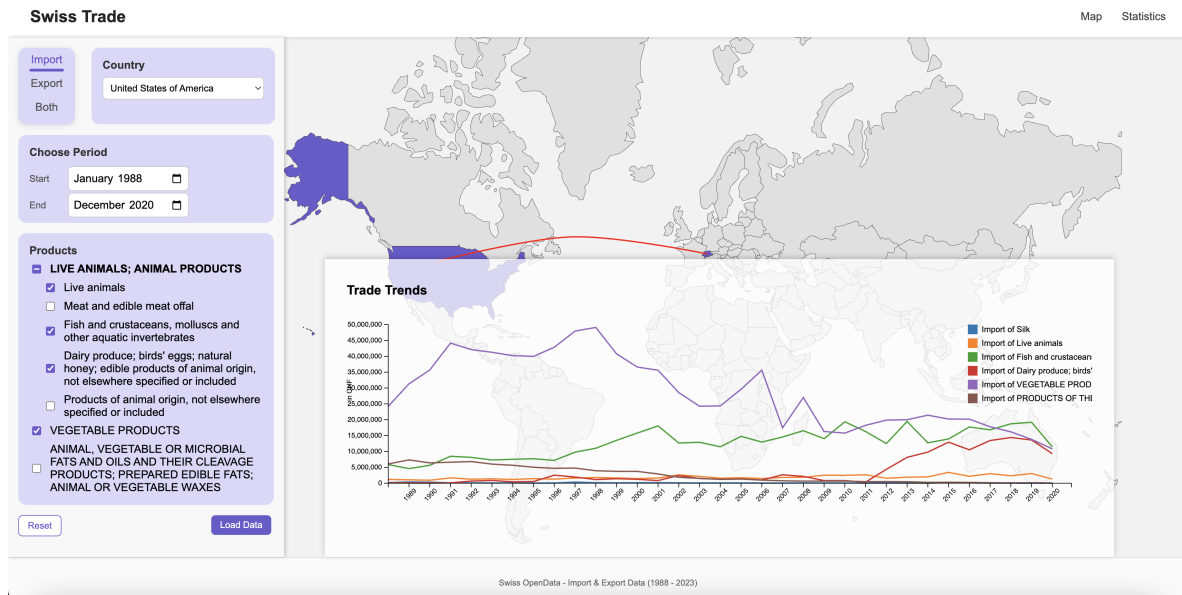 Swiss Trade
Map
Statistics
Import
Export
Both
Country
United States of America
Choose Period
Start
January 1988
End
December 2020
Products
LIVE ANIMALS; ANIMAL PRODUCTS
Live animals
Meat and edible meat offal
Fish and crustaceans, molluscs and
other aquatic invertebrates
Dairy produce; birds' eggs; natural
honey; edible products of animal origin,
not elsewhere specified or included
Products of animal origin, not elsewhere
specified or included
VEGETABLE PRODUCTS
ANIMAL, VEGETABLE OR MICROBIAL
FATS AND OILS AND THEIR CLEAVAGE
PRODUCTS; PREPARED EDIBLE FATS;
ANIMAL OR VEGETABLE WAXES
Reset
Load Data
Trade Trends
50,000,000
45,000,000
40,000,000
35,000,000
30,000,000
25,000,000
20,000,000
15,000,000
10,000,000
5,000,000
0
1989
1990
1991
1992
1993
1994
1995
1996
1997
1998
1999
2000
2001
2002
2003
2004
2005
2006
2007
2008
2009
2010
2011
2012
2013
2014
2015
2016
2017
2018
2019
2020
Import of Silk
Import of Live animals
Import of Fish and crustacean
Import of Dairy produce; birds'
Import of VEGETABLE PROD
Import of PRODUCTS OF THI
Swiss OpenData - Import & Export Data (1988 - 2023)